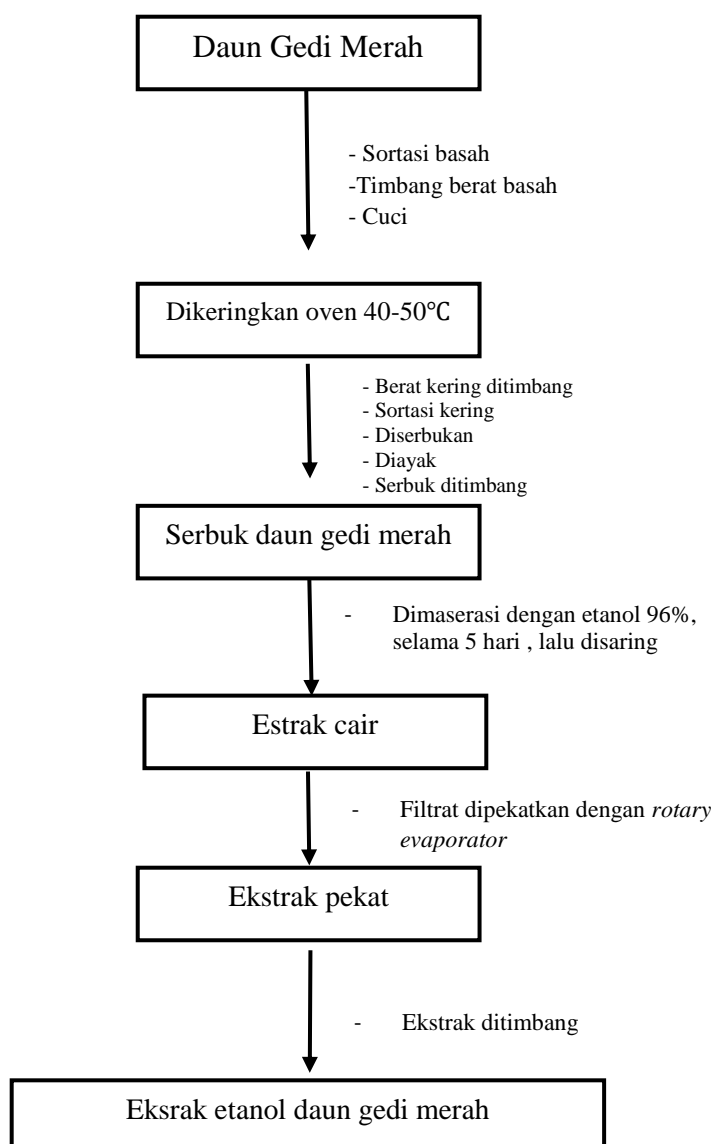 Daun Gedi Merah
- Sortasi basah
-Timbang berat basah
- Cuci
Dikeringkan oven 40-50℃
- Berat kering ditimbang
- Sortasi kering
- Diserbukan
- Diayak
- Serbuk ditimbang
Serbuk daun gedi merah
- Dimaserasi dengan etanol 96%,
selama 5 hari , lalu disaring
Estrak cair
- Filtrat dipekatkan dengan rotary
evaporator
Ekstrak pekat
- Ekstrak ditimbang
Eksrak etanol daun gedi merah